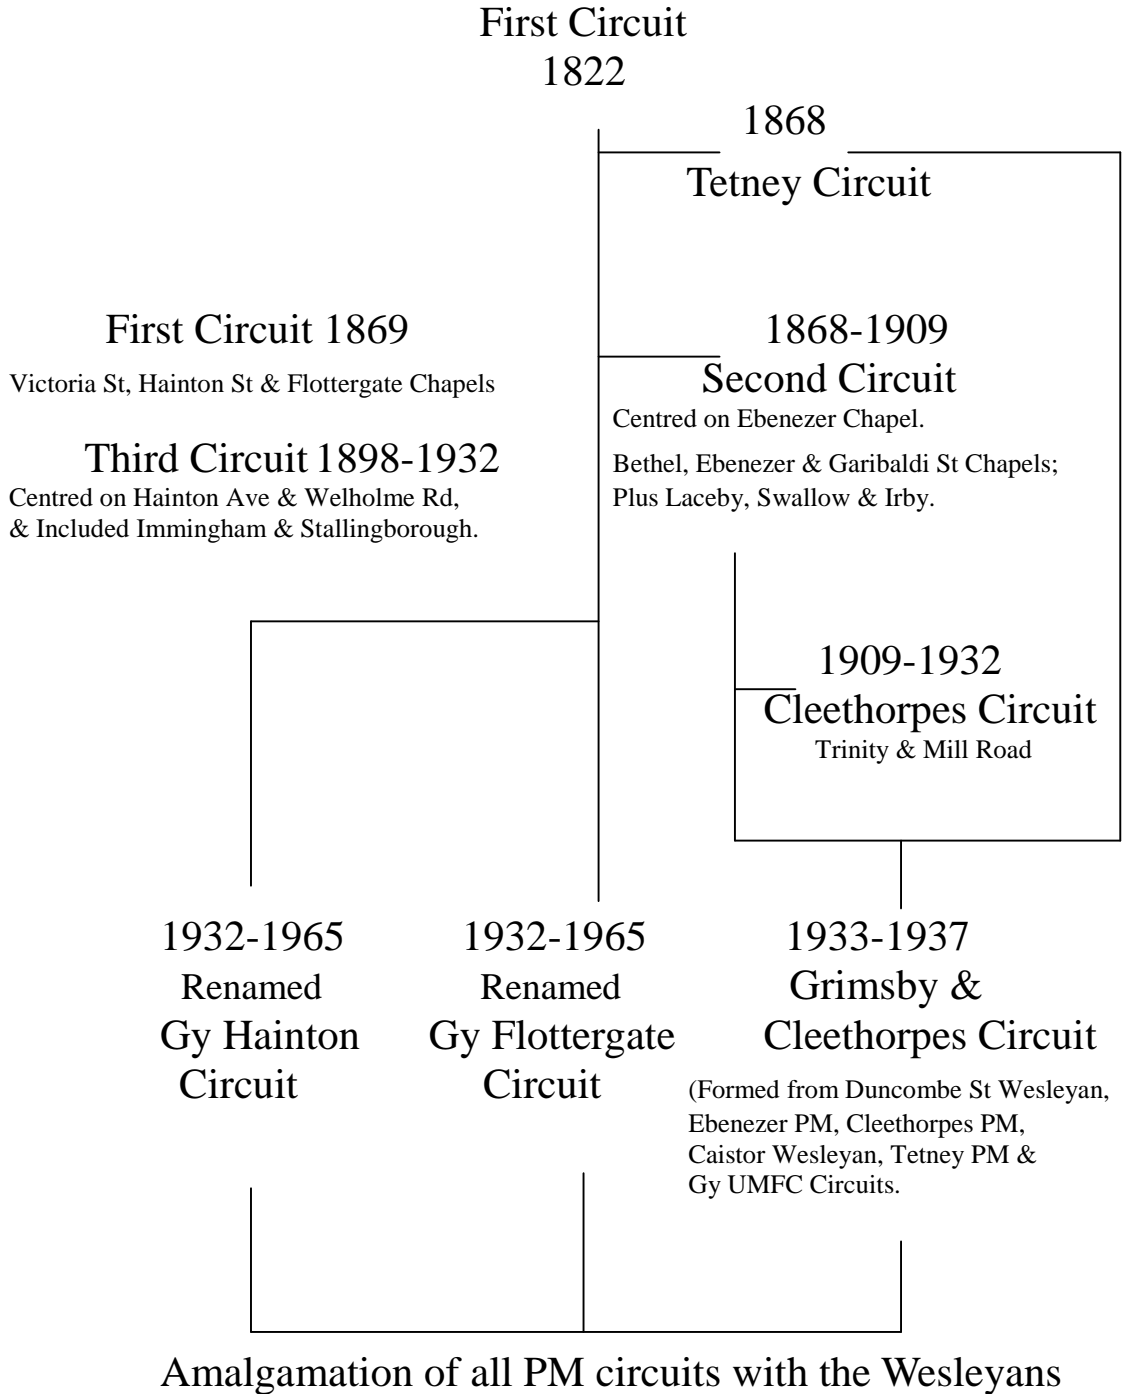 First Circuit
1822
1868
Tetney Circuit
First Circuit 1869
Victoria St, Hainton St & Flottergate Chapels
Third Circuit 1898-1932
Centred on Hainton Ave & Welholme Rd,
& Included Immingham & Stallingborough.
1868-1909
Second Circuit
Centred on Ebenezer Chapel.
Bethel, Ebenezer & Garibaldi St Chapels;
Plus Laceby, Swallow & Irby.
1909-1932
Cleethorpes Circuit
Trinity & Mill Road
1932-1965
Renamed
Gy Hainton
Circuit
1932-1965
Renamed
Gy Flottergate
Circuit
1933-1937
Grimsby &
Cleethorpes Circuit
(Formed from Duncombe St Wesleyan,
Ebenezer PM, Cleethorpes PM,
Caistor Wesleyan, Tetney PM &
Gy UMFC Circuits.
Amalgamation of all PM circuits with the Wesleyans